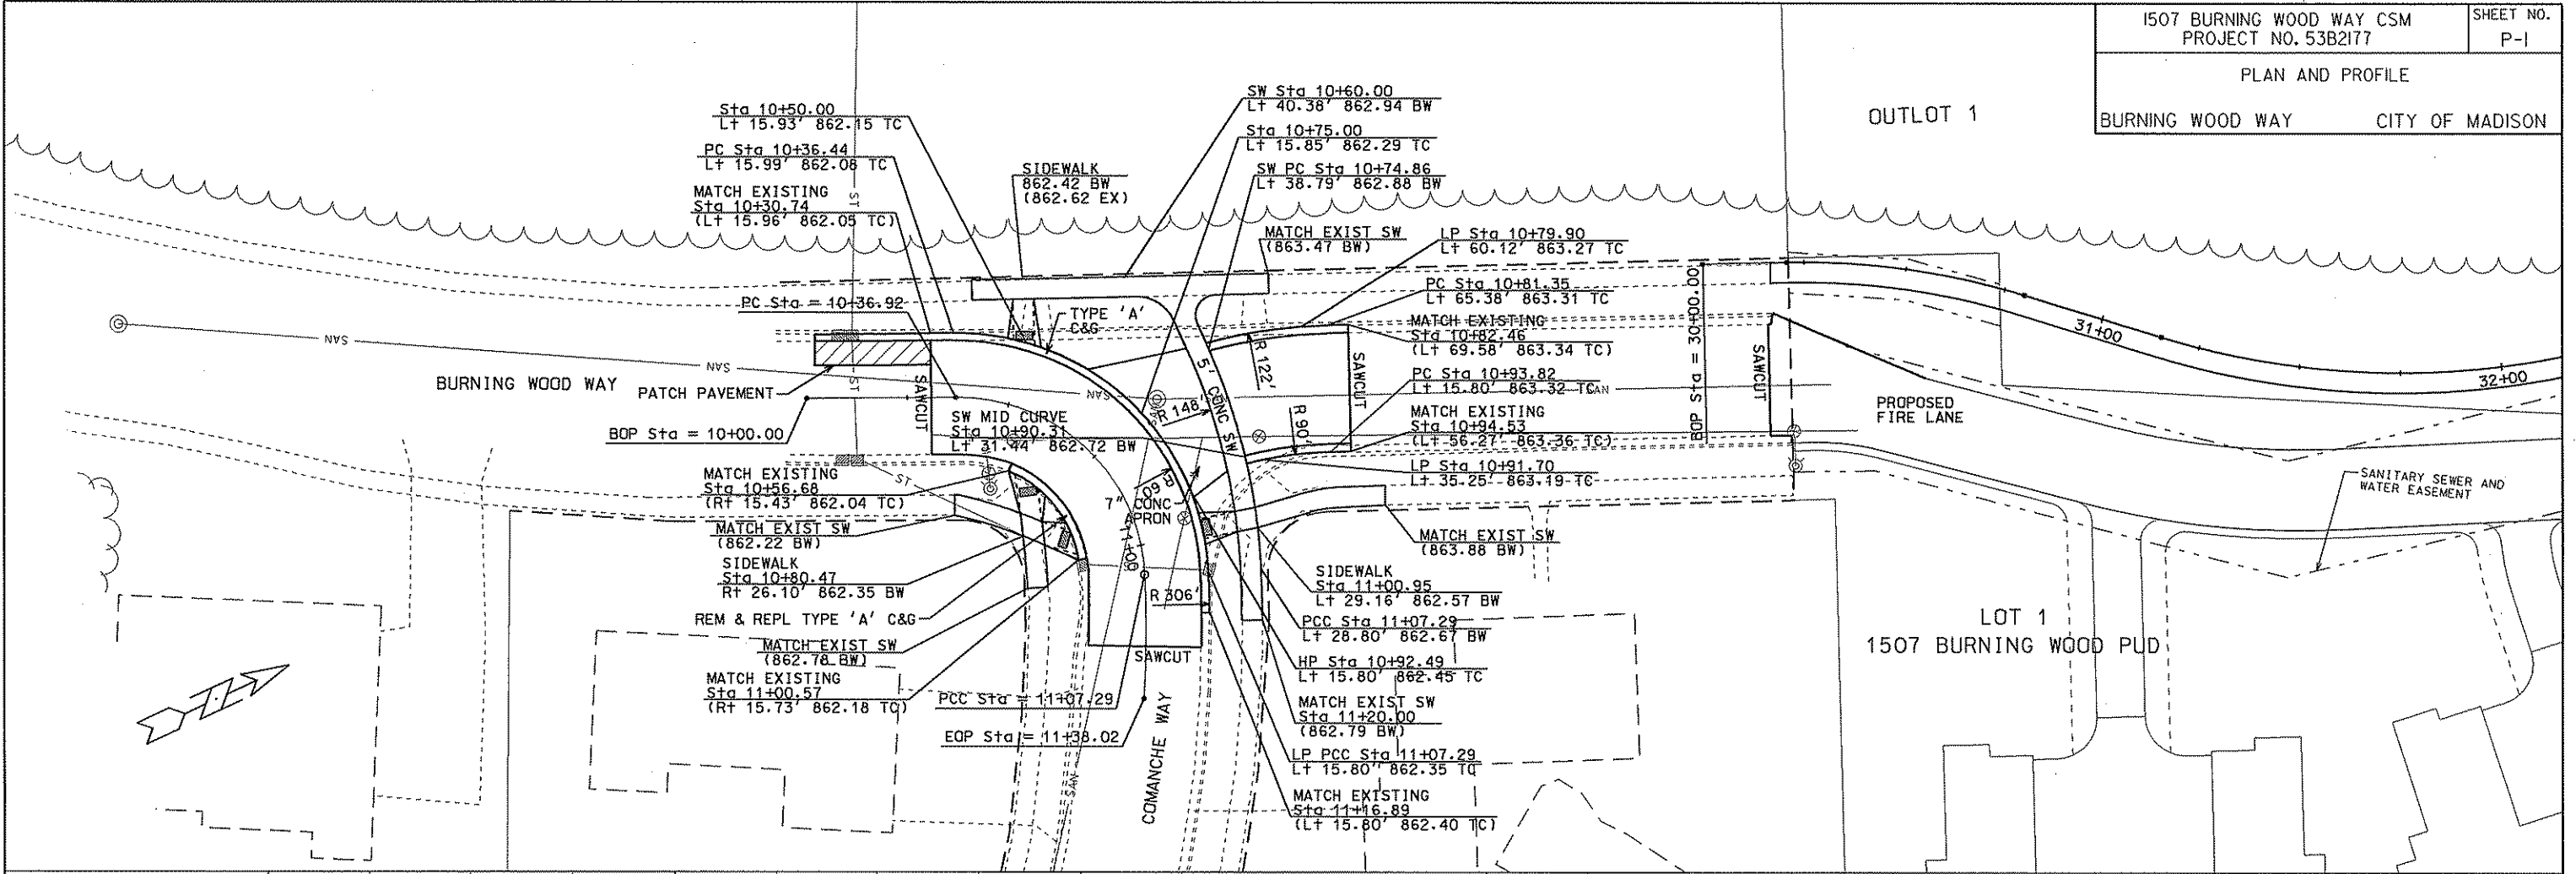 1507 BURNING WOOD WAY CSM
PROJECT NO. 53B2177
SHEET NO.
P-1
PLAN AND PROFILE
BURNING WOOD WAY
CITY OF MADISON
OUTLOT 1
Sta 10+50.00
Lt 15.93' 862.15 TC
PC Sta 10+36.44
Lt 15.99' 862.08 TC
MATCH EXISTING
Sta 10+30.74
(Lt 15.96' 862.05 TC)
ST
SIDEWALK
862.42 BW
(862.62 EX)
SW Sta 10+60.00
Lt 40.38' 862.94 BW
Sta 10+75.00
Lt 15.85' 862.29 TC
SW PC Sta 10+74.86
Lt 38.79' 862.88 BW
MATCH EXIST SW
(863.47 BW)
LP Sta 10+79.90
Lt 60.12' 863.27 TC
PC Sta 10+81.35
Lt 65.38' 863.31 TC
MATCH EXISTING
Sta 10+82.46
(Lt 69.58' 863.34 TC)
PC Sta 10+93.82
Lt 15.80' 863.32 TC
SAN
MATCH EXISTING
Sta 10+94.53
(Lt 56.27' 863.36 TC)
LP Sta 10+91.70
Lt 35.25' 863.19 TC
PC Sta = 10+36.92
TYPE 'A'
C&G
SAN
SAN
SAN
BURNING WOOD WAY
PATCH PAVEMENT
ST
SAWCUT
BOP Sta = 10+00.00
SW MID CURVE
Sta 10+90.31
Lt 31.44' 862.72 BW
R 148'
5' CONC SW
R 122'
R 90'
SAWCUT
BOP Sta = 30+00.00
SAWCUT
31+00
32+00
PROPOSED
FIRE LANE
SANITARY SEWER AND
WATER EASEMENT
MATCH EXISTING
Sta 10+56.68
(Rt 15.43' 862.04 TC)
ST
R 60'
7"
CONC
APRON
11+00
MATCH EXIST SW
(862.22 BW)
SIDEWALK
Sta 10+80.47
Rt 26.10' 862.35 BW
REM & REPL TYPE 'A' C&G
MATCH EXIST SW
(862.78 BW)
MATCH EXISTING
Sta 11+00.57
(Rt 15.73' 862.18 TC)
R 306'
SAWCUT
PCC Sta = 11+07.29
EOP Sta = 11+38.02
SAN
COMANCHE WAY
MATCH EXIST SW
(863.88 BW)
SIDEWALK
Sta 11+00.95
Lt 29.16' 862.57 BW
PCC Sta 11+07.29
Lt 28.80' 862.67 BW
HP Sta 10+92.49
Lt 15.80' 862.45 TC
MATCH EXIST SW
Sta 11+20.00
(862.79 BW)
LP PCC Sta 11+07.29
Lt 15.80' 862.35 TC
MATCH EXISTING
Sta 11+16.89
(Lt 15.80' 862.40 TC)
LOT 1
1507 BURNING WOOD PUD